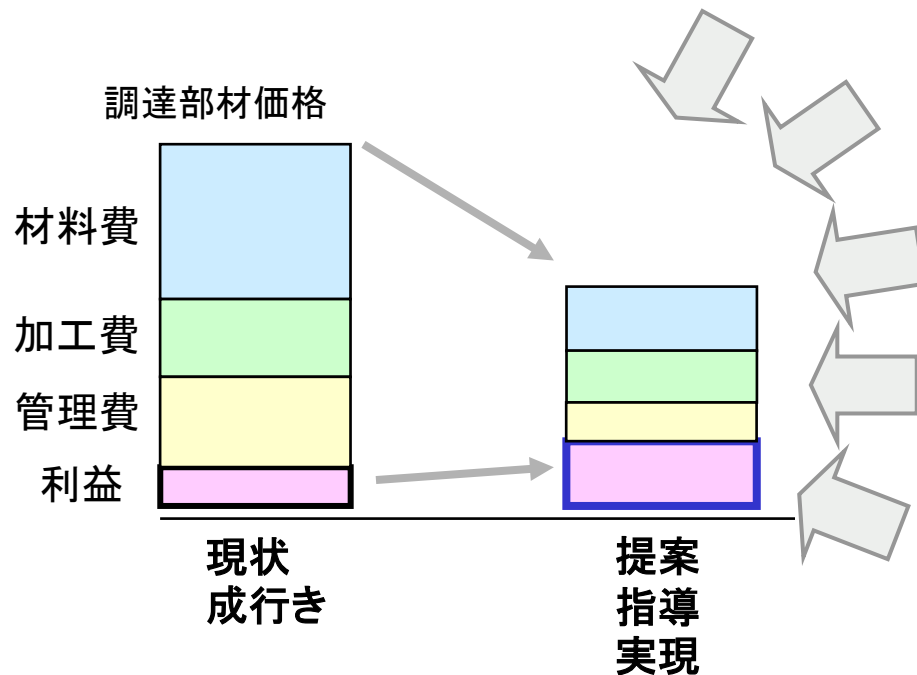 調達部材価格
材料費
加工費
管理費
利益
現状
成行き
提案
指導
実現